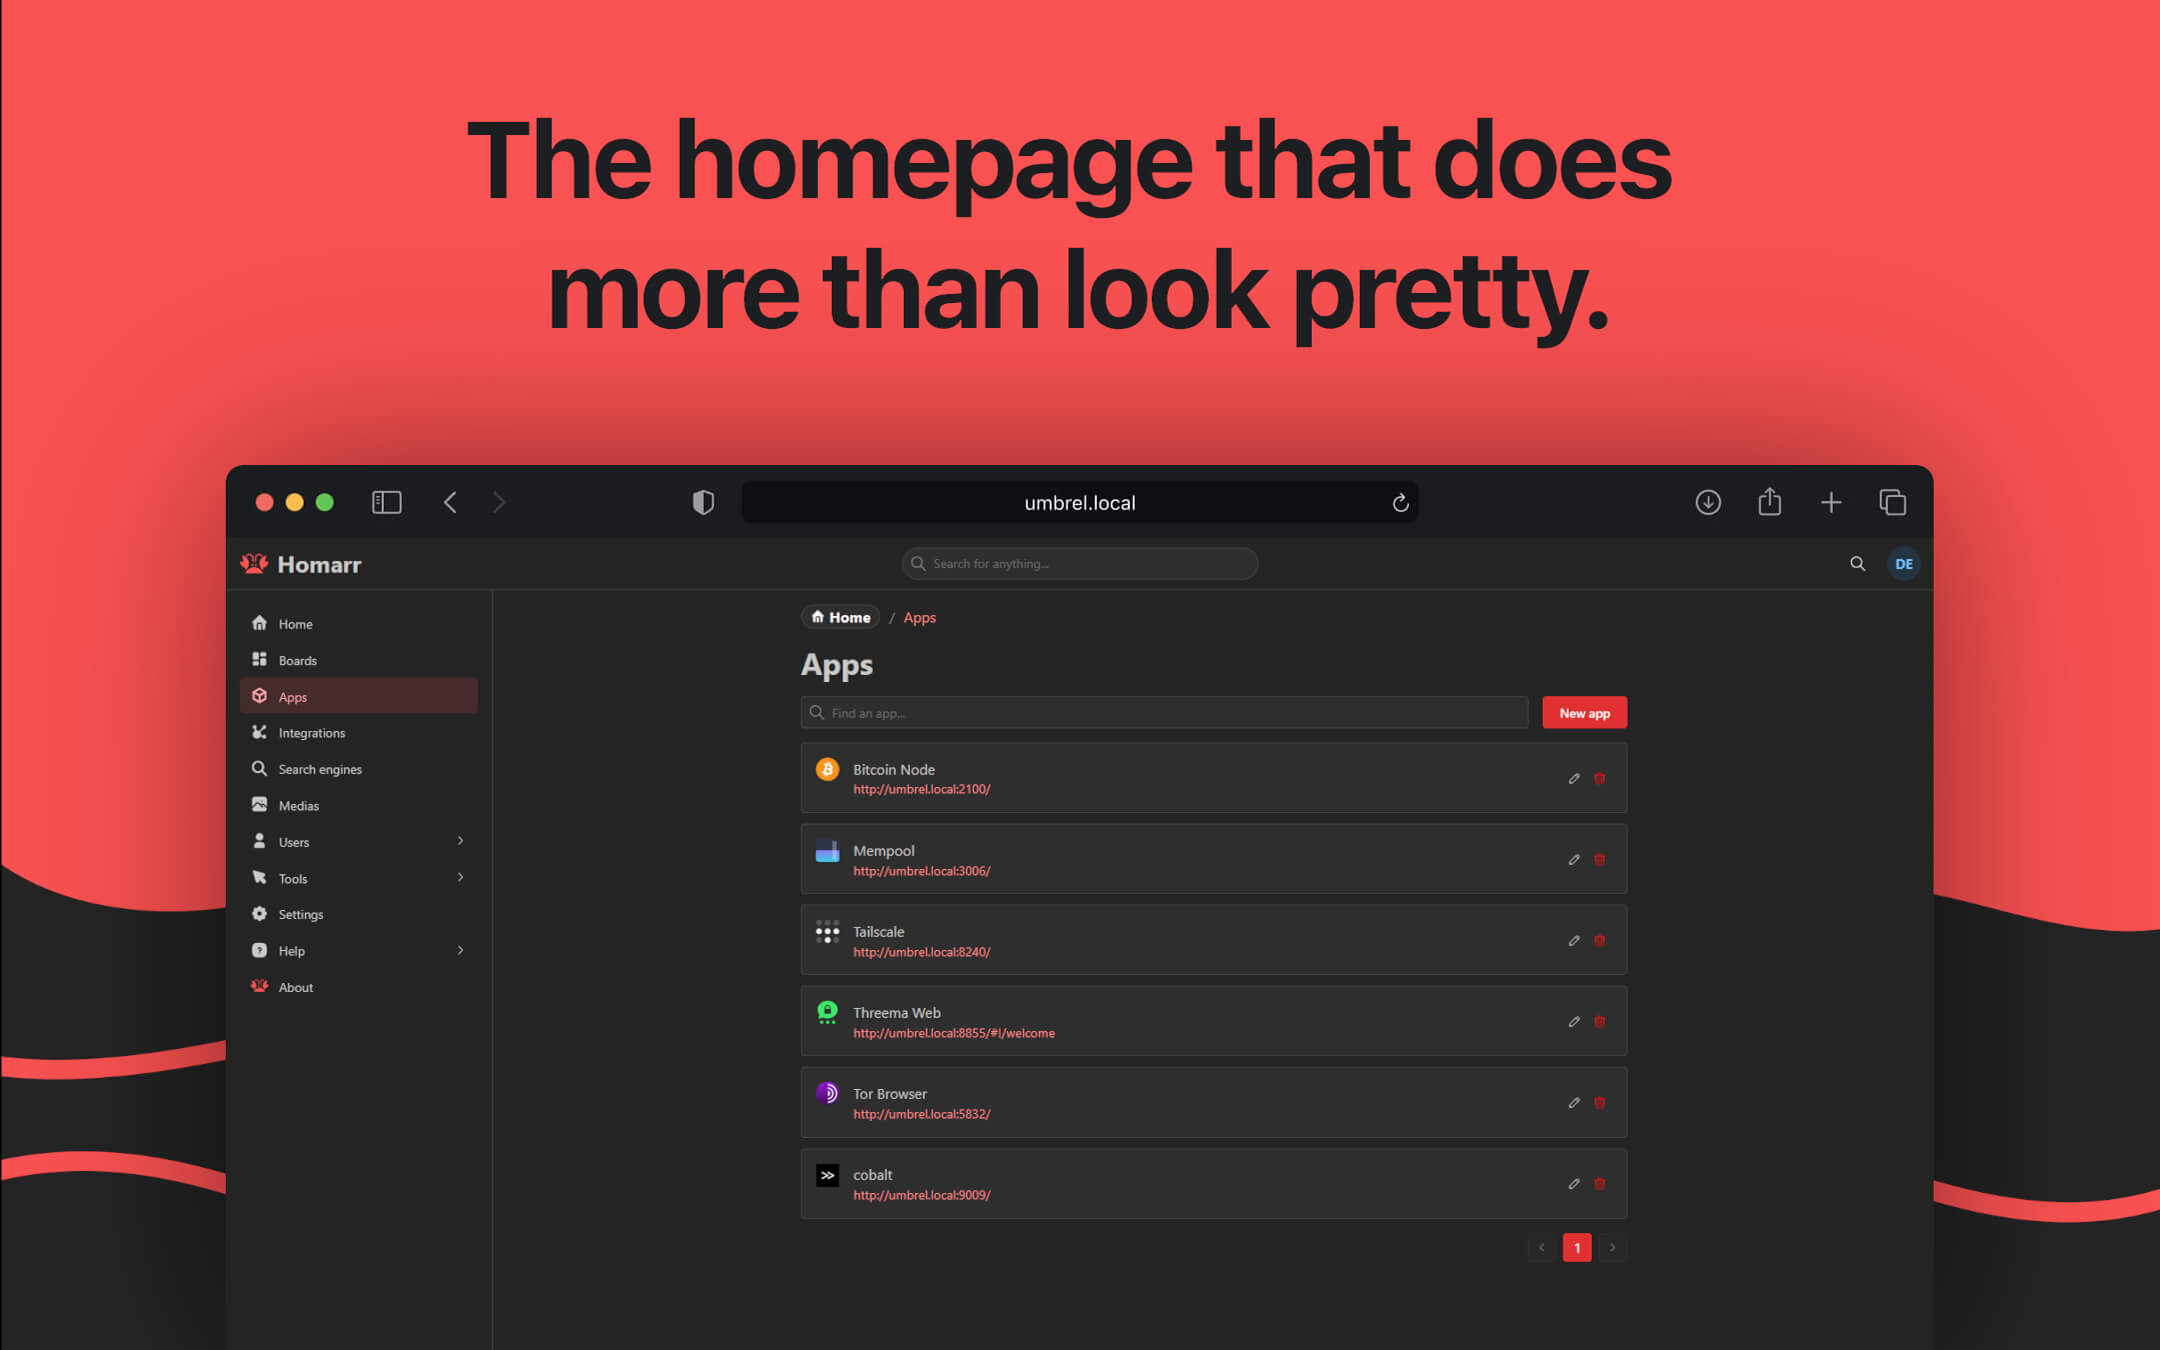 The homepage that does
more than look pretty.
umbrel.local
Homarr
Search for anything...
DE
Home
Boards
Apps
Integrations
Search engines
Medias
Users
Tools
Settings
Help
About
Home / Apps
Apps
Find an app...
New app
Bitcoin Node
http://umbrel.local:2100/
Mempool
http://umbrel.local:3006/
Tailscale
http://umbrel.local:8240/
Threema Web
http://umbrel.local:8855/#!/welcome
Tor Browser
http://umbrel.local:5832/
cobalt
http://umbrel.local:9009/
1